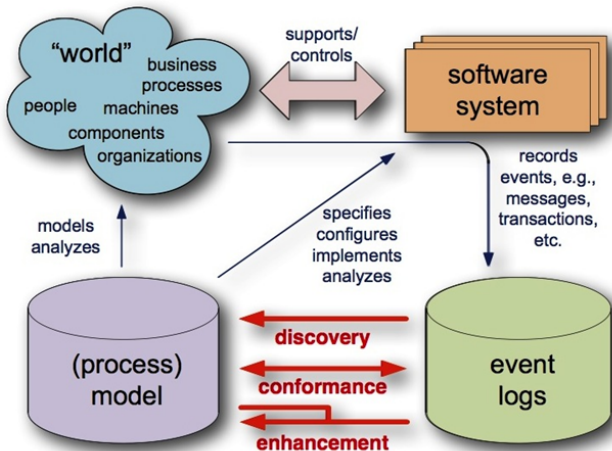 “world”
business
processes
people
machines
components
organizations
supports/
controls
software
system
records
events, e.g.,
messages,
transactions,
etc.
models
analyzes
specifies
configures
implements
analyzes
(process)
model
discovery
conformance
enhancement
event
logs